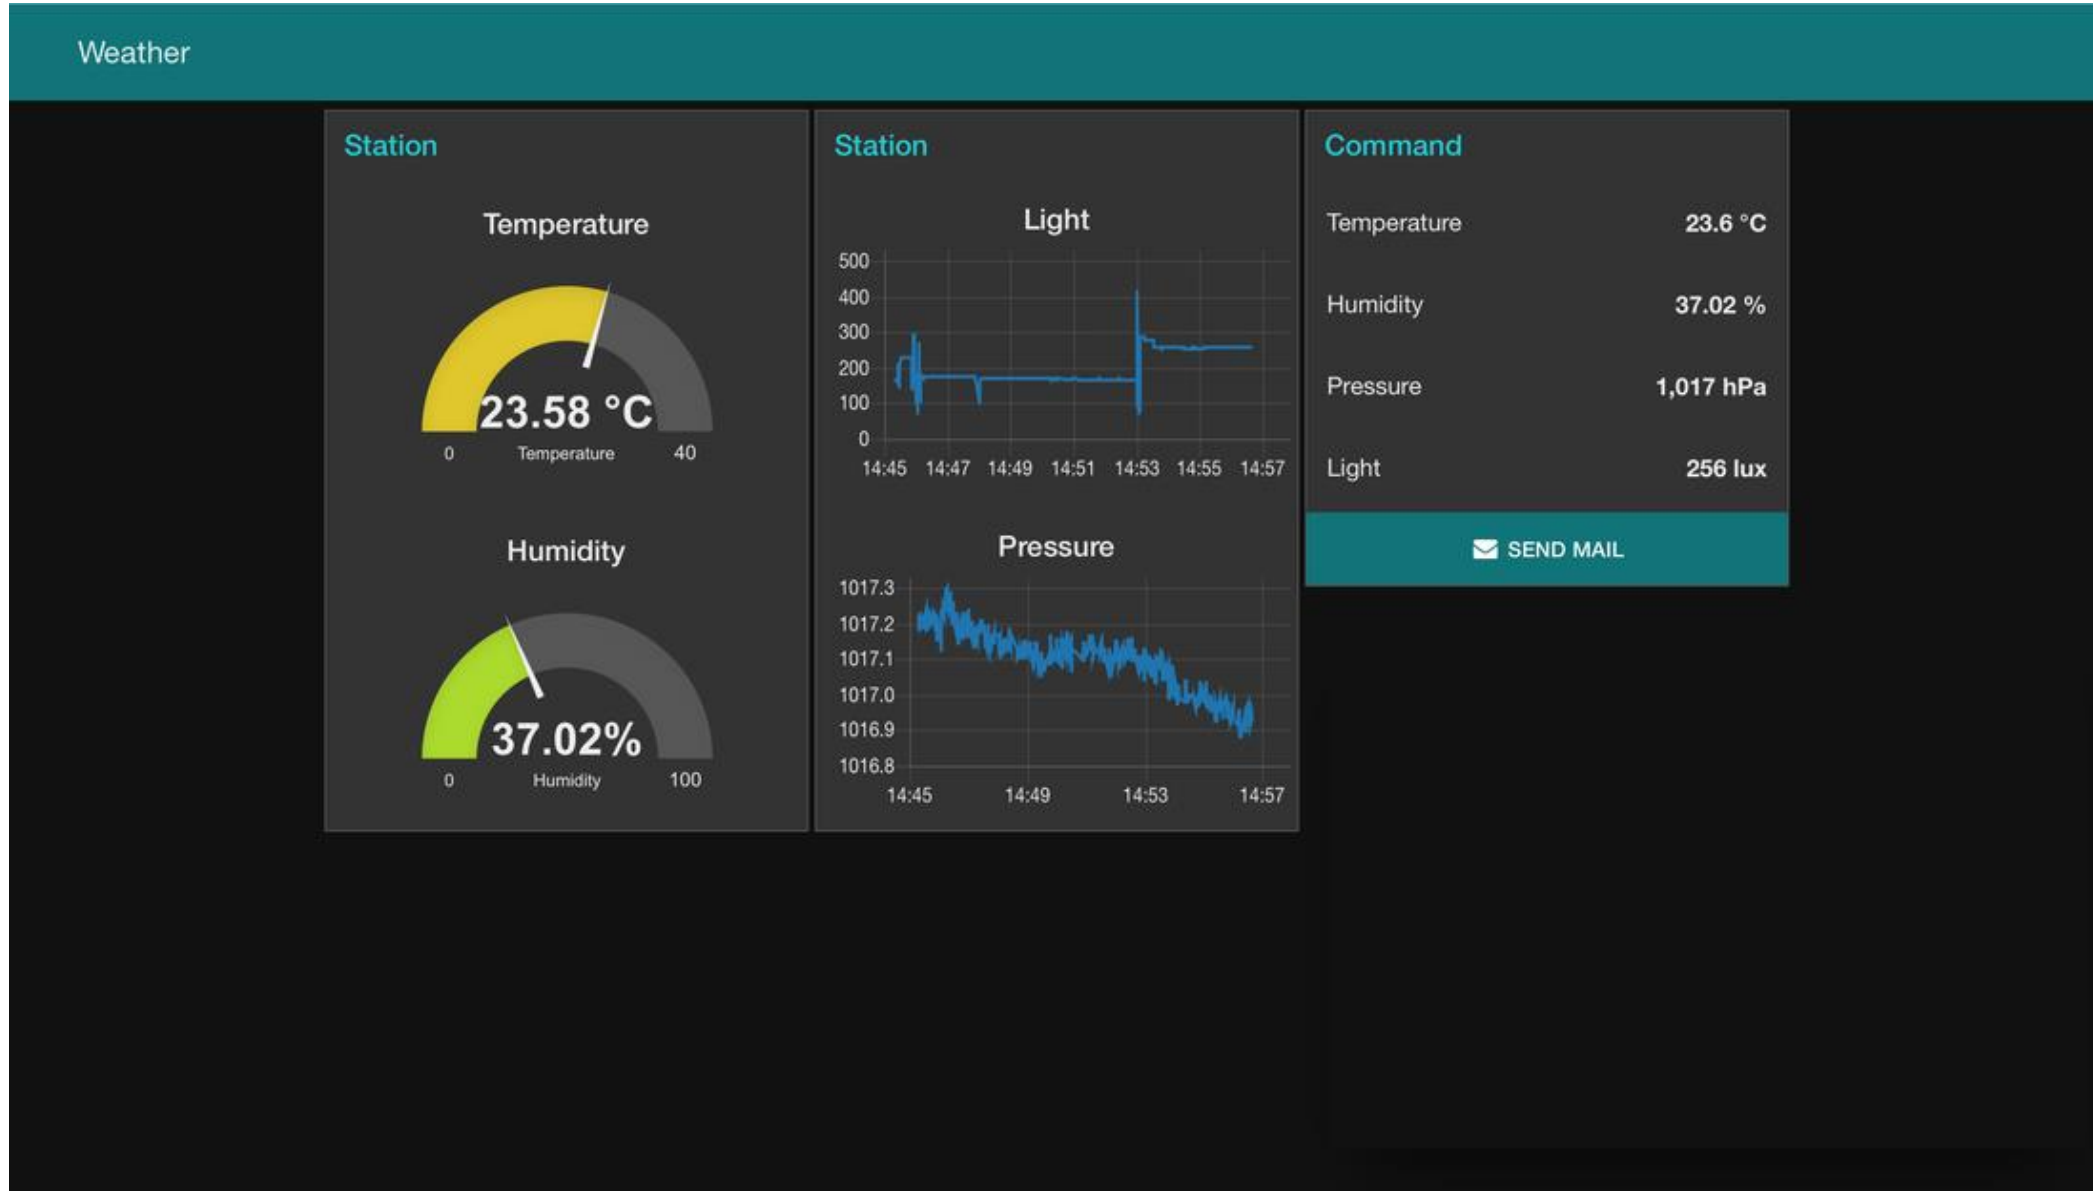 Weather
Station
Temperature
23.58 °C
0 Temperature 40
Humidity
37.02%
0 Humidity 100
Station
Light
500
400
300
200
100
0
14:45 14:47 14:49 14:51 14:53 14:55 14:57
Pressure
1017.3
1017.2
1017.1
1017.0
1016.9
1016.8
14:45 14:49 14:53 14:57
Command
Temperature 23.6 °C
Humidity 37.02 %
Pressure 1,017 hPa
Light 256 lux
SEND MAIL